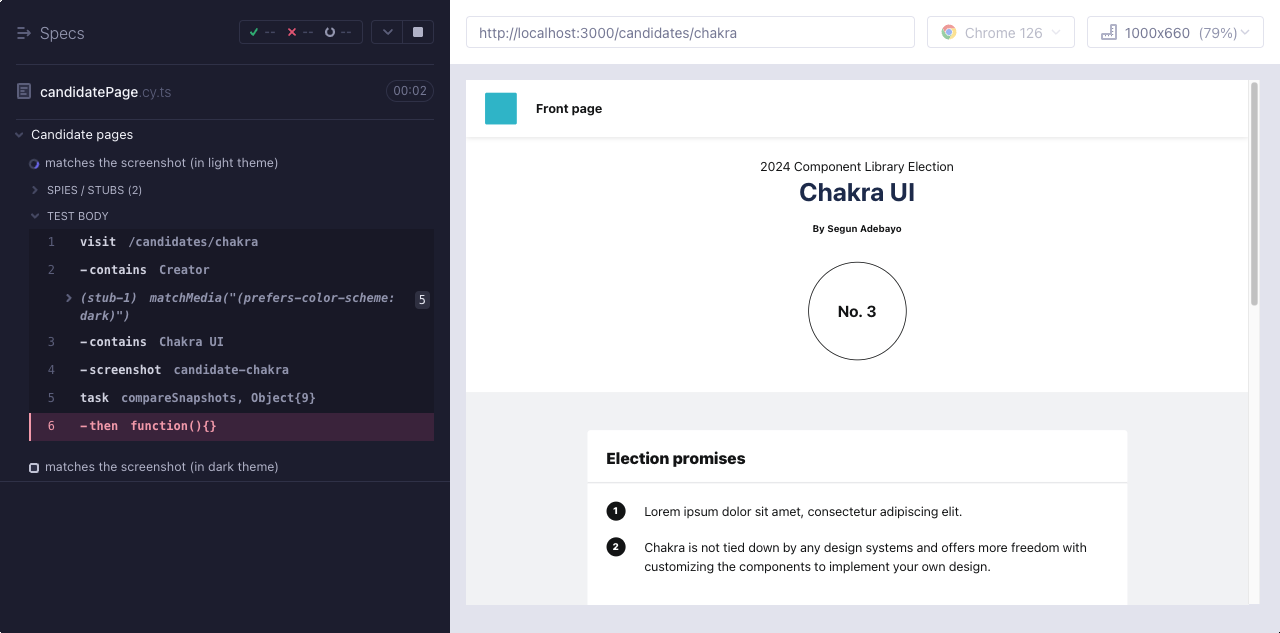 Specs
-- -- --
candidatePage.cy.ts
00:02
Candidate pages
matches the screenshot (in light theme)
SPIES / STUBS (2)
TEST BODY
1 visit /candidates/chakra
2 -contains Creator
(stub-1) matchMedia("(prefers-color-scheme:
dark)")
5
3 -contains Chakra UI
4 -screenshot candidate-chakra
5 task compareSnapshots, Object{9}
6 -then function(){}
matches the screenshot (in dark theme)
http://localhost:3000/candidates/chakra
Chrome 126
1000x660 (79%)
Front page
2024 Component Library Election
Chakra UI
By Segun Adebayo
No. 3
Election promises
1 Lorem ipsum dolor sit amet, consectetur adipiscing elit.
2 Chakra is not tied down by any design systems and offers more freedom with
customizing the components to implement your own design.